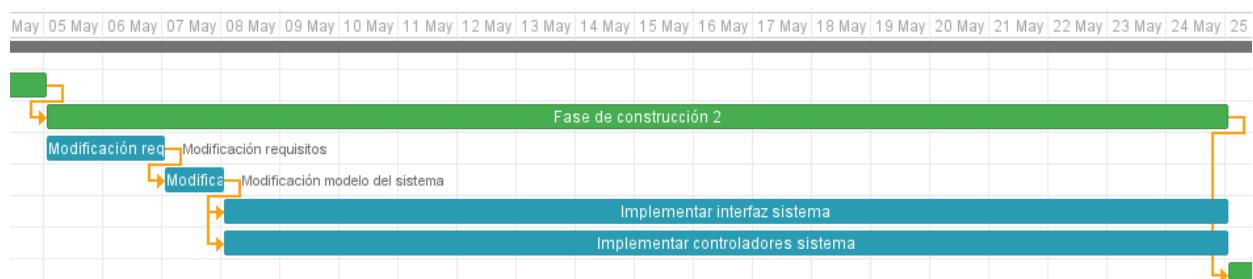 May 05 May 06 May 07 May 08 May 09 May 10 May 11 May 12 May 13 May 14 May 15 May 16 May 17 May 18 May 19 May 20 May 21 May 22 May 23 May 24 May 25
Fase de construcción 2
Modificación req Modificación requisitos
Modifica Modificación modelo del sistema
Implementar interfaz sistema
Implementar controladores sistema